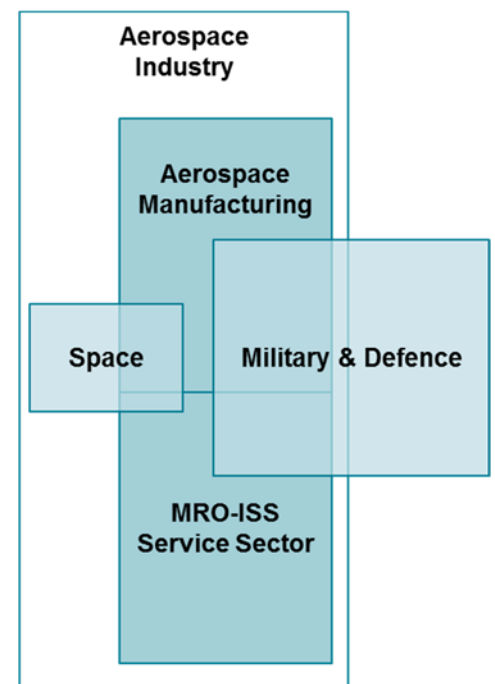 Aerospace
Industry
Aerospace
Manufacturing
Space
Military & Defence
MRO-ISS
Service Sector